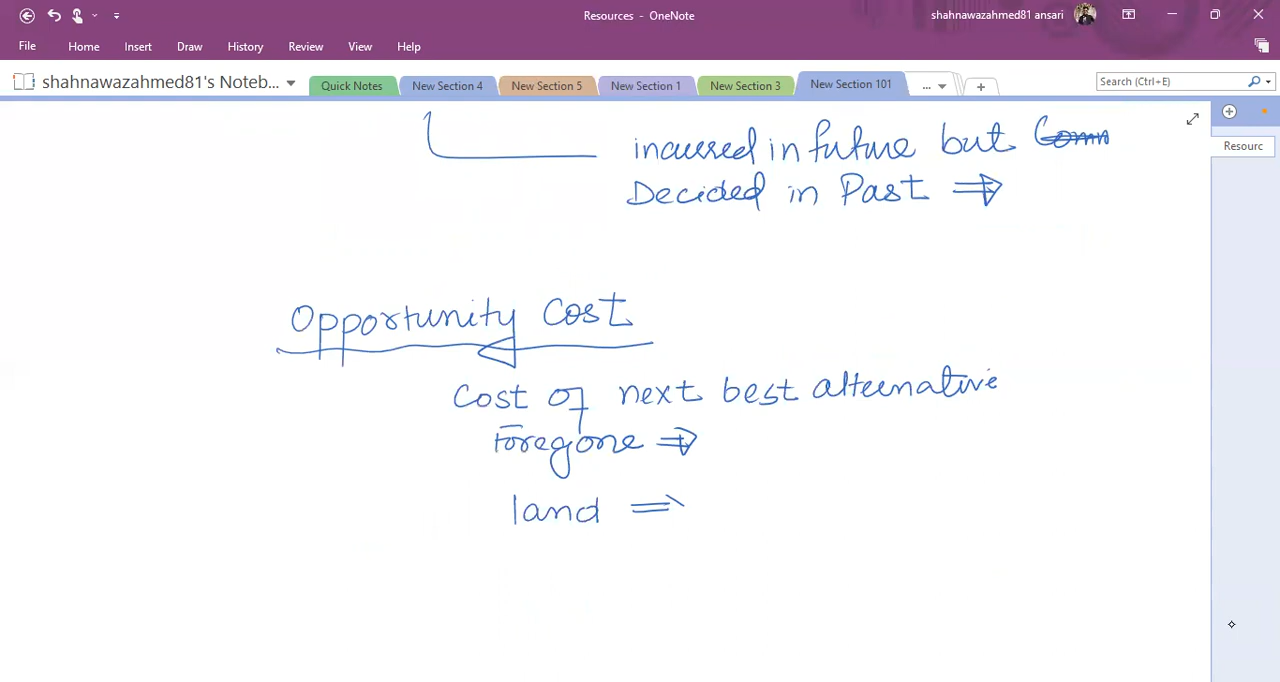 Resources - OneNote
shahnawazahmed81 ansari
File Home Insert Draw History Review View Help
shahnawazahmed81's Noteb...
Quick Notes New Section 4 New Section 5 New Section 1 New Section 3 New Section 101 ...
Search (Ctrl+E)
Resourc
incurred in future but
Decided in Past ⇒
Opportunity Cost
Cost of next best alternative
Foregone ⇒
land ⇒